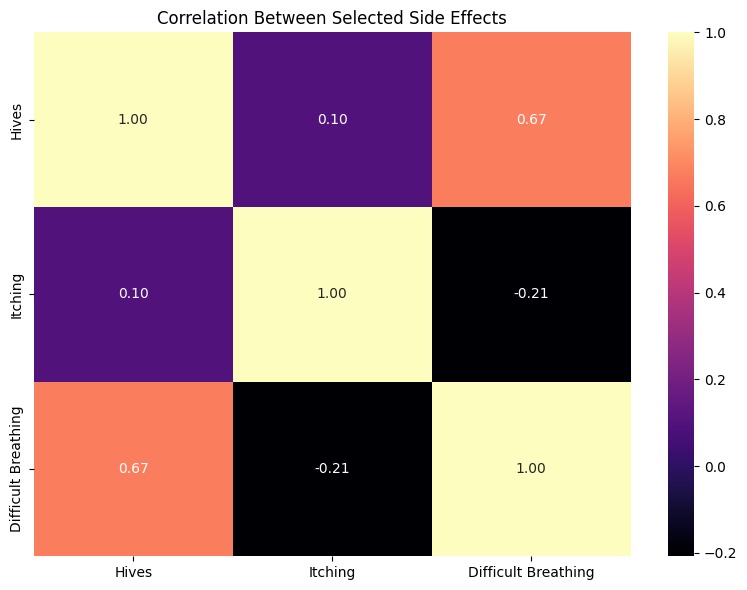 Correlation Between Selected Side Effects
Hives
1.00
0.10
0.67
Itching
0.10
1.00
-0.21
Difficult Breathing
0.67
-0.21
1.00
Hives
Itching
Difficult Breathing
1.0
0.8
0.6
0.4
0.2
0.0
−0.2